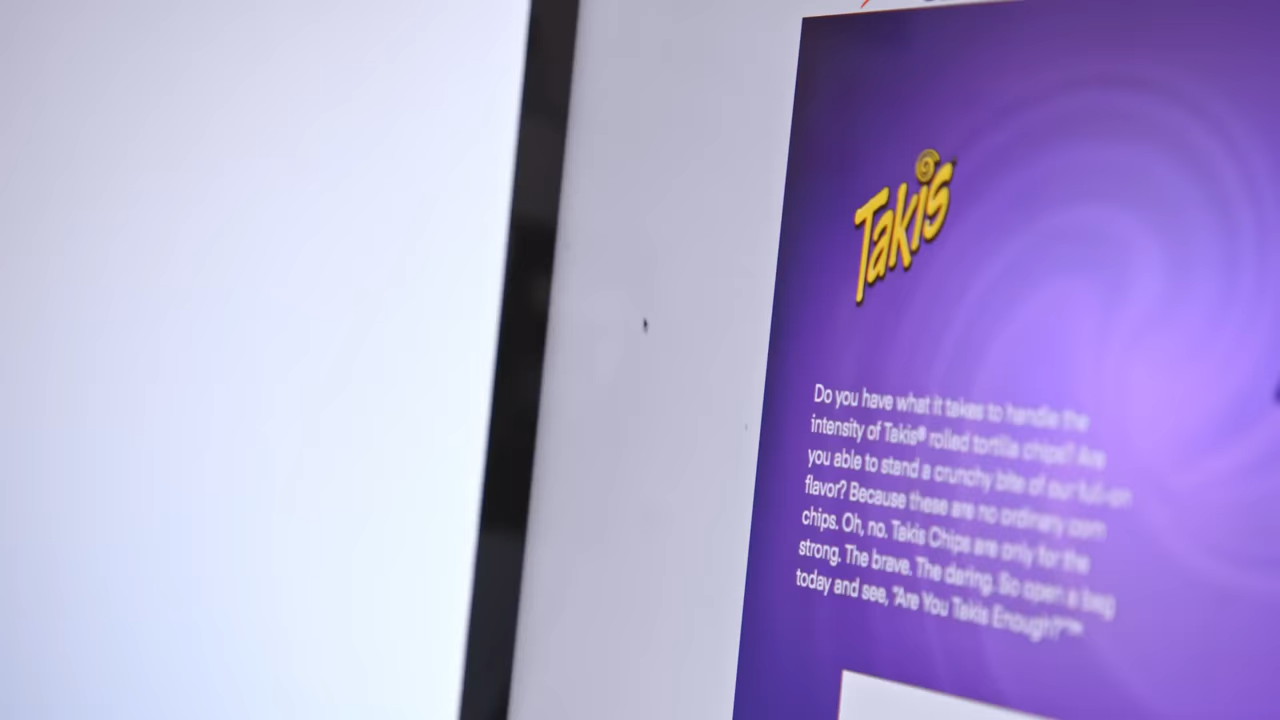 Takis
Do you have what it takes to handle the
intensity of Takis® rolled tortilla chips? Are
you able to stand a crunchy bite of our full-on
flavor? Because these are no ordinary corn
chips. Oh, no. Takis Chips are only for the
strong. The brave. The daring. So open a bag
today and see, "Are You Takis Enough?"™